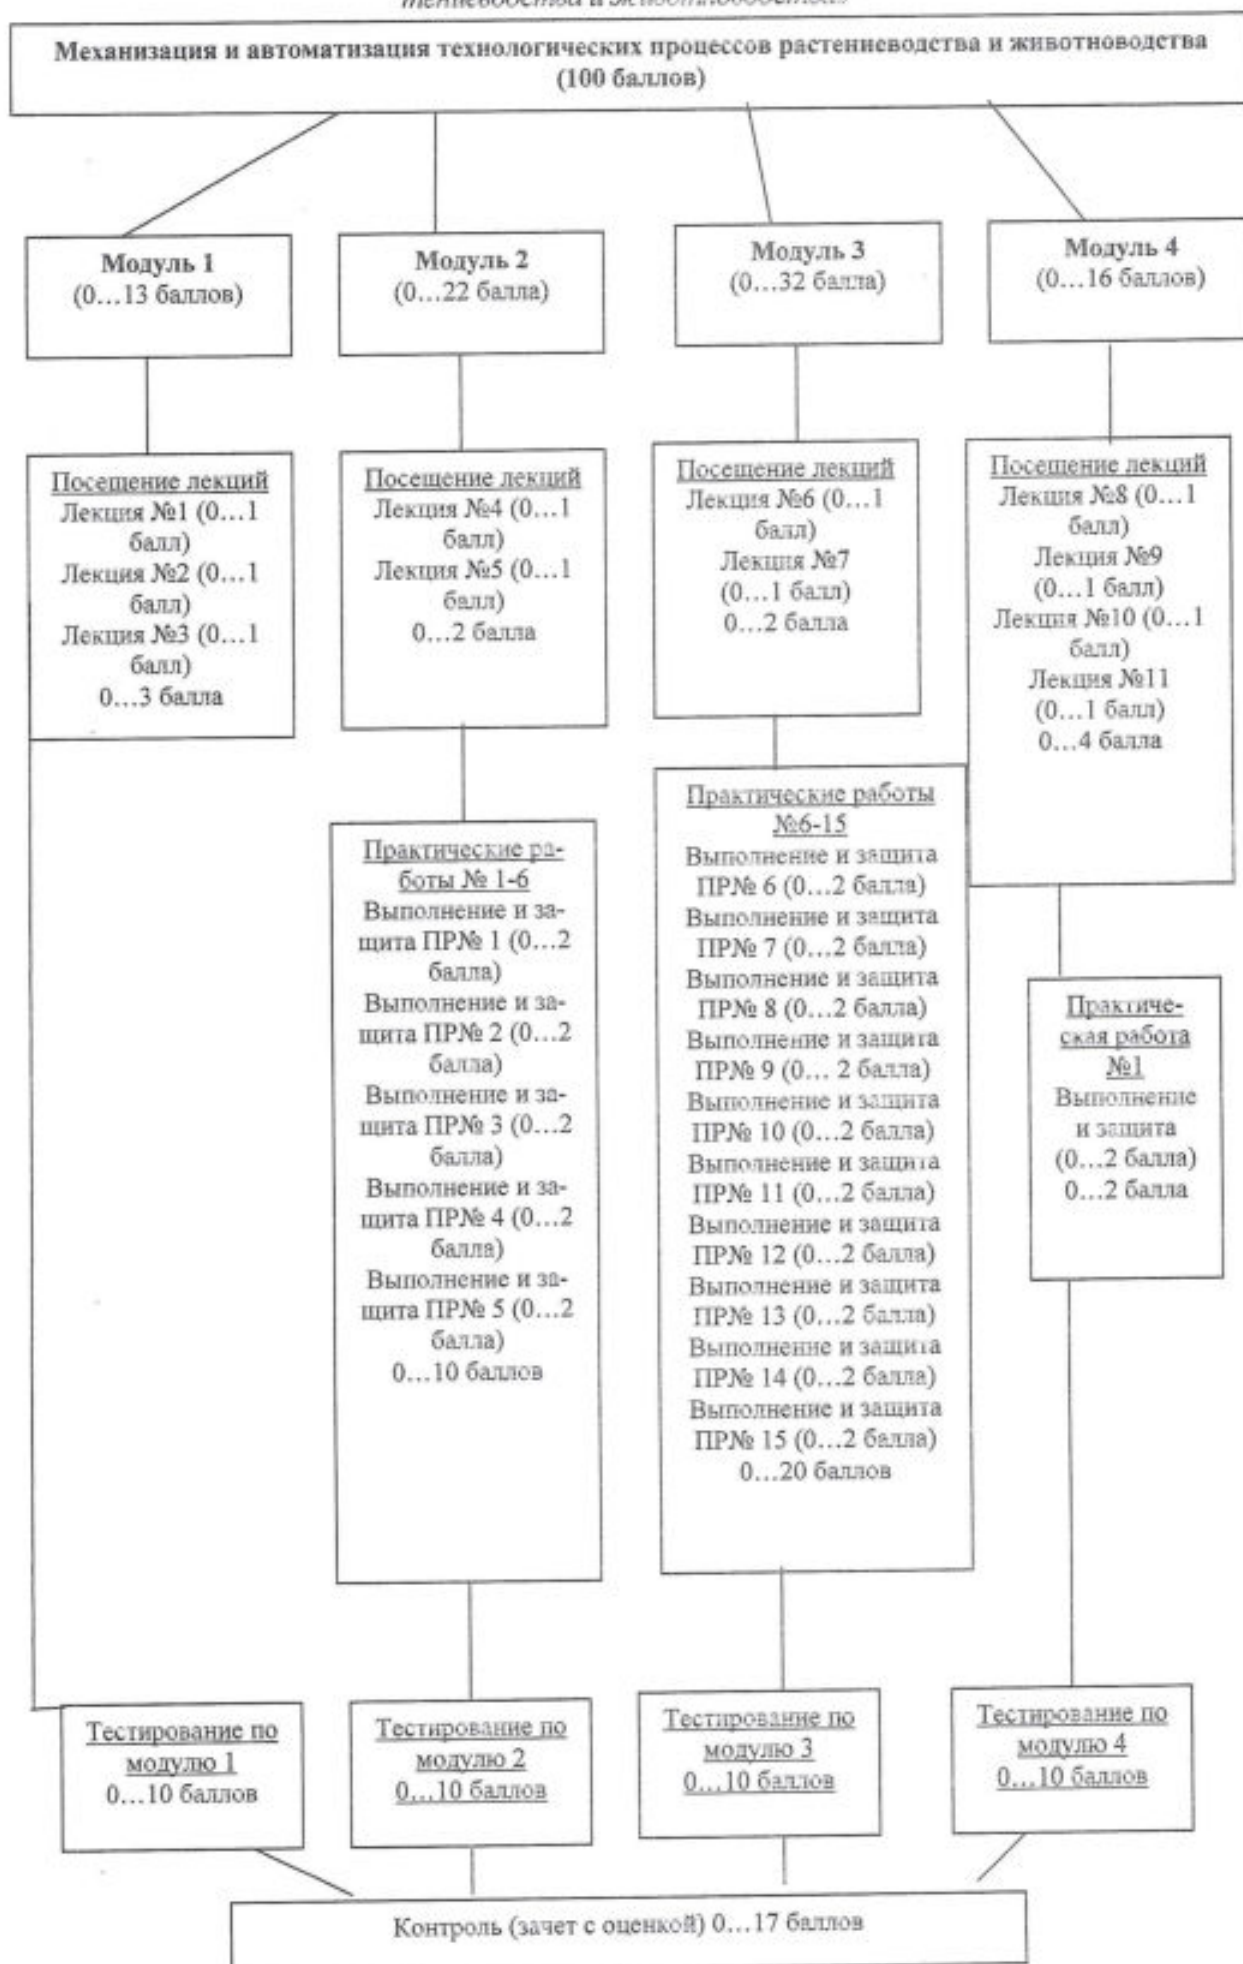 Механизация и автоматизация технологических процессов растениеводства и животноводства
(100 баллов)
Модуль 1
(0…13 баллов)
Модуль 2
(0…22 балла)
Модуль 3
(0…32 балла)
Модуль 4
(0…16 баллов)
Посещение лекций
Лекция №1 (0…1
балл)
Лекция №2 (0…1
балл)
Лекция №3 (0…1
балл)
0…3 балла
Посещение лекций
Лекция №4 (0…1
балл)
Лекция №5 (0…1
балл)
0…2 балла
Посещение лекций
Лекция №6 (0…1
балл)
Лекция №7
(0…1 балл)
0…2 балла
Посещение лекций
Лекция №8 (0…1
балл)
Лекция №9
(0…1 балл)
Лекция №10 (0…1
балл)
Лекция №11
(0…1 балл)
0…4 балла
Практические ра-
боты № 1-6
Выполнение и за-
щита ПР№ 1 (0…2
балла)
Выполнение и за-
щита ПР№ 2 (0…2
балла)
Выполнение и за-
щита ПР№ 3 (0…2
балла)
Выполнение и за-
щита ПР№ 4 (0…2
балла)
Выполнение и за-
щита ПР№ 5 (0…2
балла)
0…10 баллов
Практические работы
№6-15
Выполнение и защита
ПР№ 6 (0…2 балла)
Выполнение и защита
ПР№ 7 (0…2 балла)
Выполнение и защита
ПР№ 8 (0…2 балла)
Выполнение и защита
ПР№ 9 (0… 2 балла)
Выполнение и защита
ПР№ 10 (0…2 балла)
Выполнение и защита
ПР№ 11 (0…2 балла)
Выполнение и защита
ПР№ 12 (0…2 балла)
Выполнение и защита
ПР№ 13 (0…2 балла)
Выполнение и защита
ПР№ 14 (0…2 балла)
Выполнение и защита
ПР№ 15 (0…2 балла)
0…20 баллов
Практиче-
ская работа
№1
Выполнение
и защита
(0…2 балла)
0…2 балла
Тестирование по
модулю 1
0…10 баллов
Тестирование по
модулю 2
0…10 баллов
Тестирование по
модулю 3
0…10 баллов
Тестирование по
модулю 4
0…10 баллов
Контроль (зачет с оценкой) 0…17 баллов